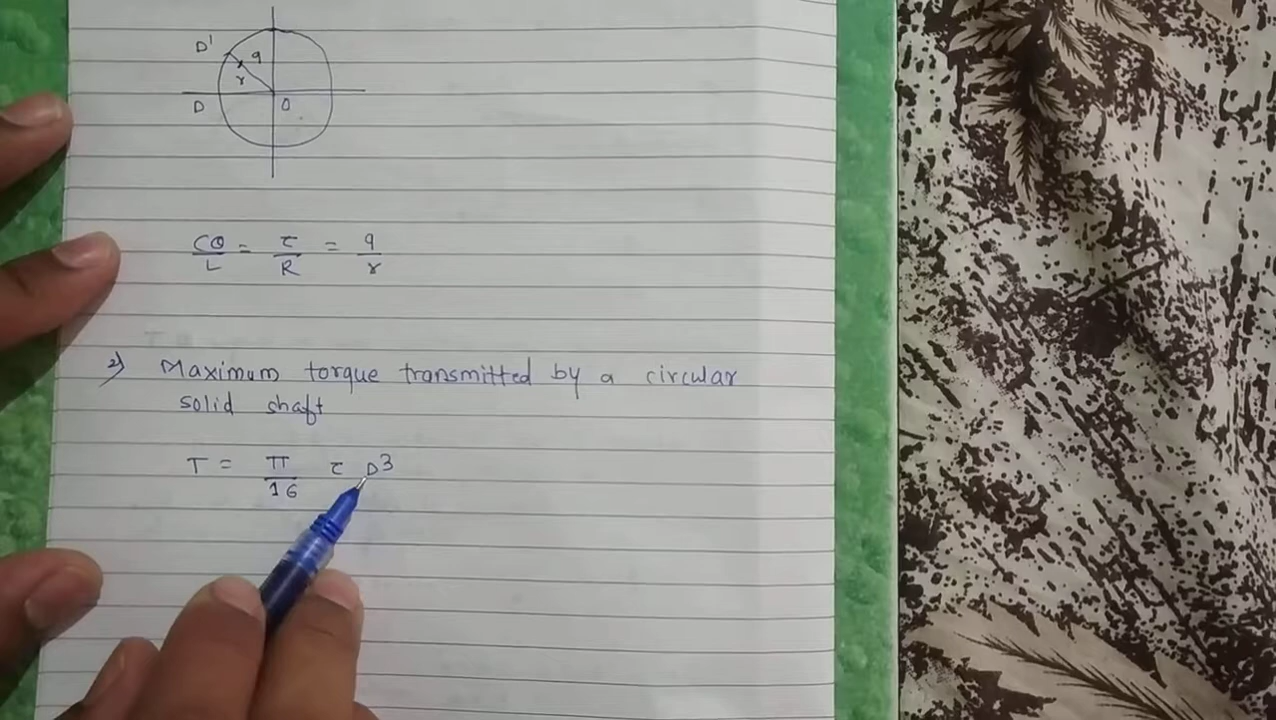 D' q
r
D O
CΘ/L = τ/R = q/r
2) Maximum torque transmitted by a circular
solid shaft
T = π/16 τ D³